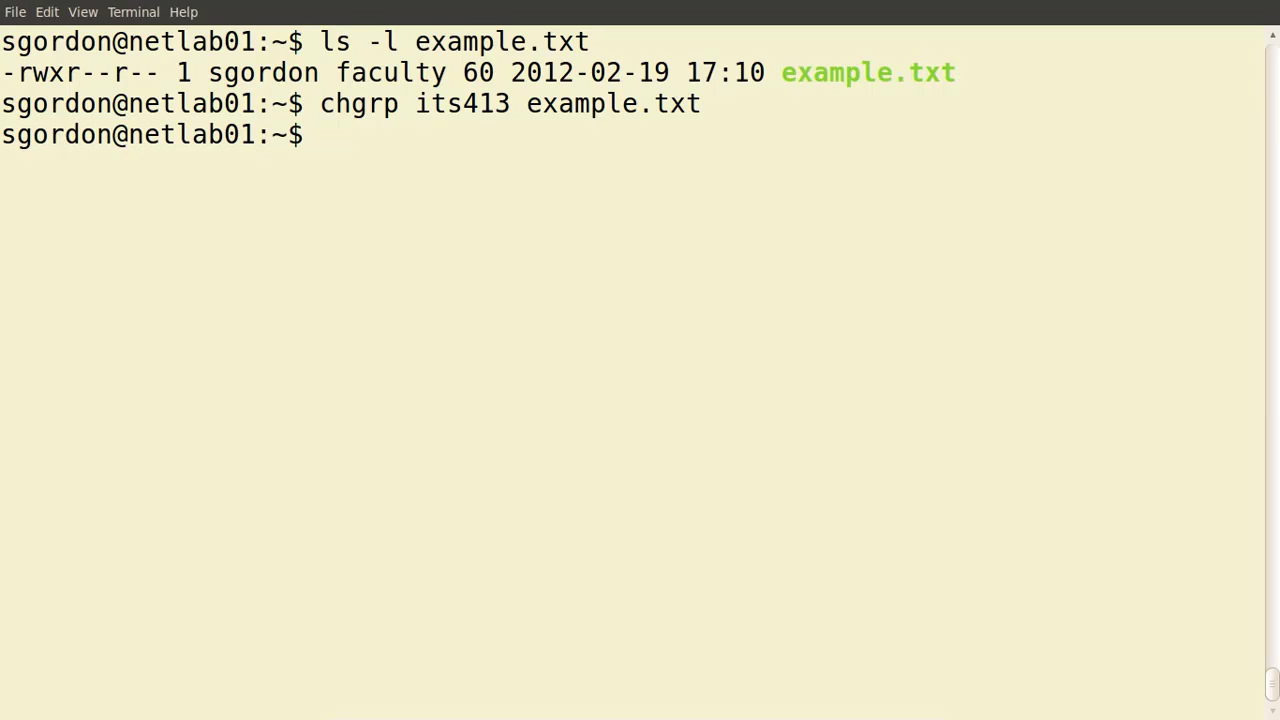 File Edit View Terminal Help
sgordon@netlab01:~$ ls -l example.txt
-rwxr--r-- 1 sgordon faculty 60 2012-02-19 17:10 example.txt
sgordon@netlab01:~$ chgrp its413 example.txt
sgordon@netlab01:~$